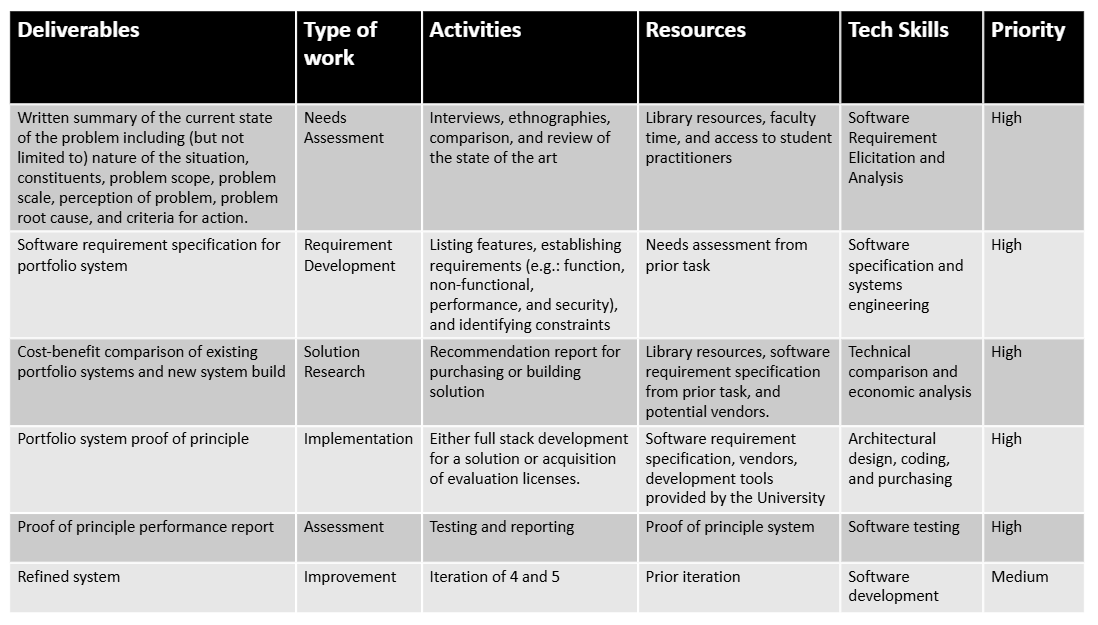 Deliverables
Type of
work
Activities
Resources
Tech Skills
Priority
Written summary of the current state
of the problem including (but not
limited to) nature of the situation,
constituents, problem scope, problem
scale, perception of problem, problem
root cause, and criteria for action.
Needs
Assessment
Interviews, ethnographies,
comparison, and review of
the state of the art
Library resources, faculty
time, and access to student
practitioners
Software
Requirement
Elicitation and
Analysis
High
Software requirement specification for
portfolio system
Requirement
Development
Listing features, establishing
requirements (e.g.: function,
non-functional,
performance, and security),
and identifying constraints
Needs assessment from
prior task
Software
specification and
systems
engineering
High
Cost-benefit comparison of existing
portfolio systems and new system build
Solution
Research
Recommendation report for
purchasing or building
solution
Library resources, software
requirement specification
from prior task, and
potential vendors.
Technical
comparison and
economic analysis
High
Portfolio system proof of principle
Implementation
Either full stack development
for a solution or acquisition
of evaluation licenses.
Software requirement
specification, vendors,
development tools
provided by the University
Architectural
design, coding,
and purchasing
High
Proof of principle performance report
Assessment
Testing and reporting
Proof of principle system
Software testing
High
Refined system
Improvement
Iteration of 4 and 5
Prior iteration
Software
development
Medium